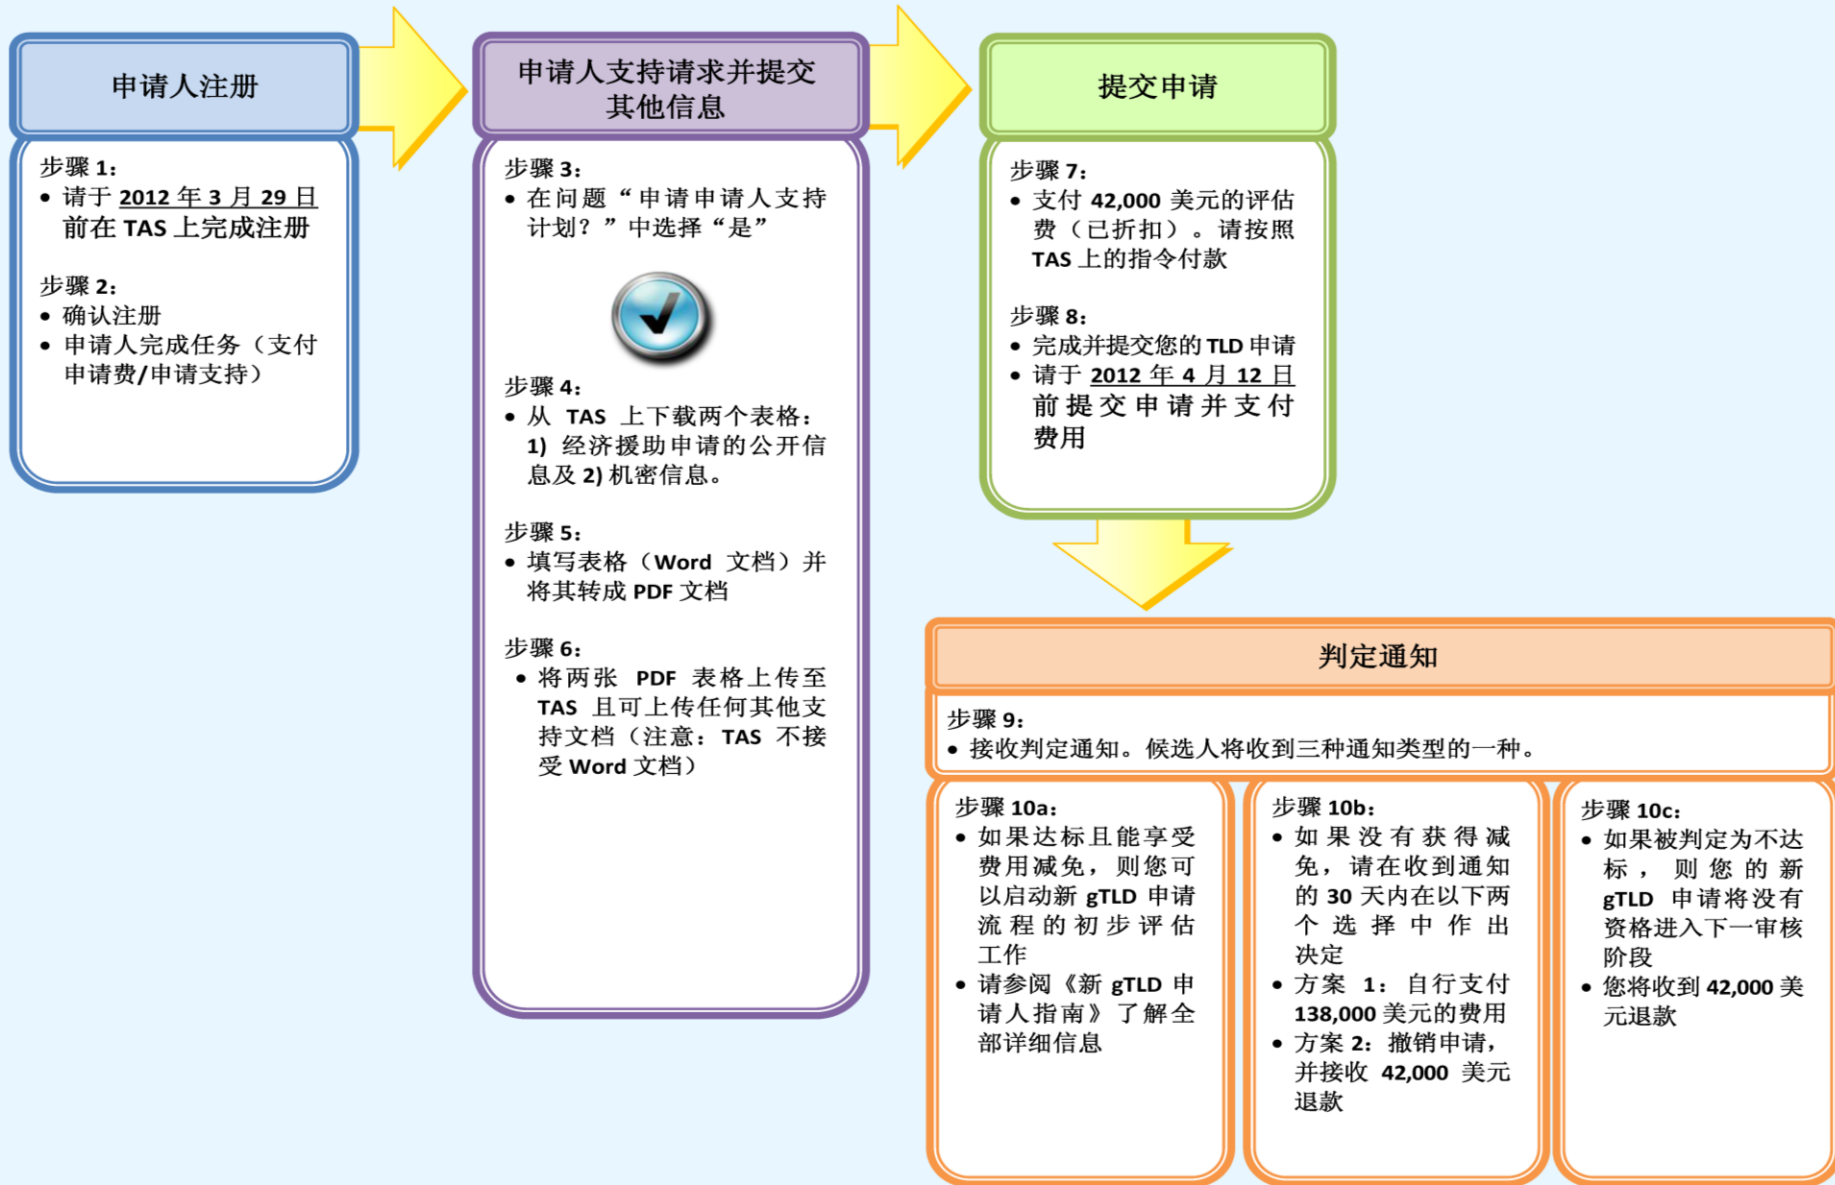 申请人注册
步骤 1：
• 请于 2012 年 3 月 29 日
前在 TAS 上完成注册
步骤 2：
• 确认注册
• 申请人完成任务（支付
申请费/申请支持）
申请人支持请求并提交
其他信息
步骤 3：
• 在问题“申请申请人支持
计划？”中选择“是”
步骤 4：
• 从 TAS 上下载两个表格：
1) 经济援助申请的公开信
息及 2) 机密信息。
步骤 5：
• 填写表格（Word 文档）并
将其转成 PDF 文档
步骤 6：
• 将两张 PDF 表格上传至
TAS 且可上传任何其他支
持文档（注意：TAS 不接
受 Word 文档）
提交申请
步骤 7：
• 支付 42,000 美元的评估
费（已折扣）。请按照
TAS 上的指令付款
步骤 8：
• 完成并提交您的 TLD 申请
• 请于 2012 年 4 月 12 日
前提交申请并支付
费用
判定通知
步骤 9：
• 接收判定通知。候选人将收到三种通知类型的一种。
步骤 10a：
• 如果达标且能享受
费用减免，则您可
以启动新 gTLD 申请
流程的初步评估
工作
• 请参阅《新 gTLD 申
请人指南》了解全
部详细信息
步骤 10b：
• 如果没有获得减
免，请在收到通知
的 30 天内在以下两
个选择中作出
决定
• 方案 1：自行支付
138,000 美元的费用
• 方案 2：撤销申请，
并接收 42,000 美元
退款
步骤 10c：
• 如果被判定为不达
标，则您的新
gTLD 申请将没有
资格进入下一审核
阶段
• 您将收到 42,000 美
元退款